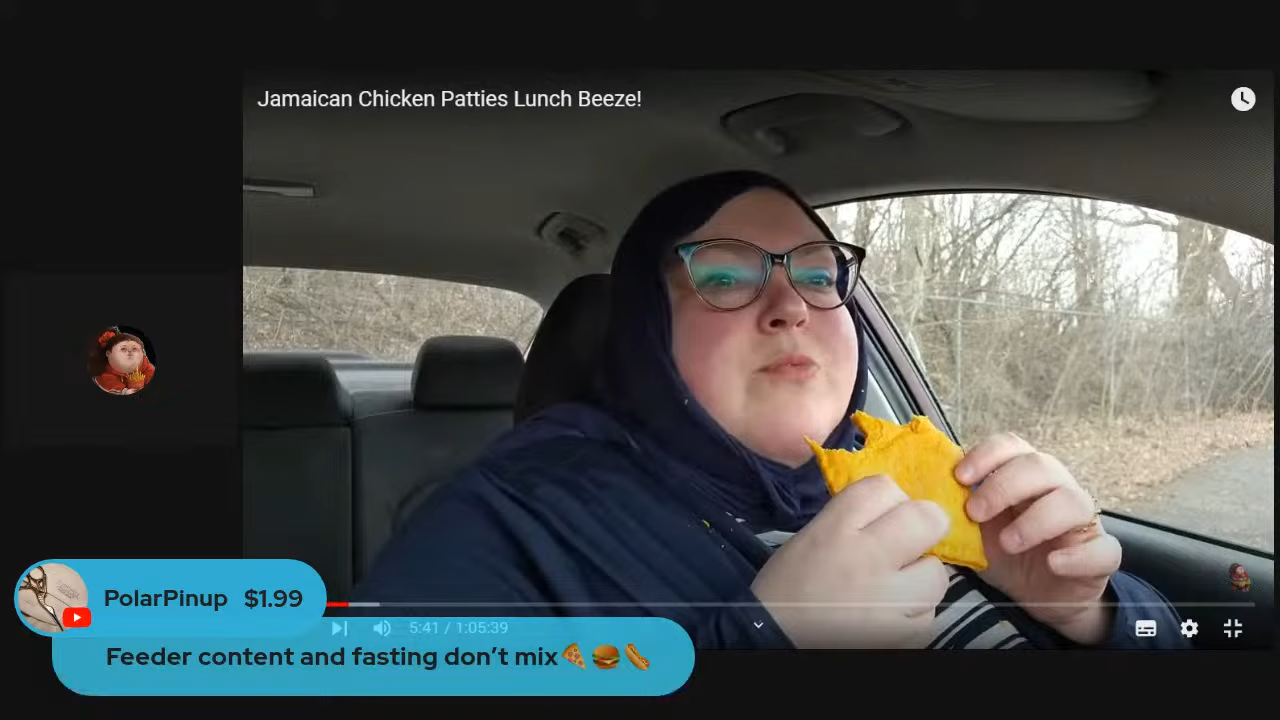 Jamaican Chicken Patties Lunch Beeze!
PolarPinup $1.99
5:41 / 1:05:39
Feeder content and fasting don't mix🍕🍔🌭